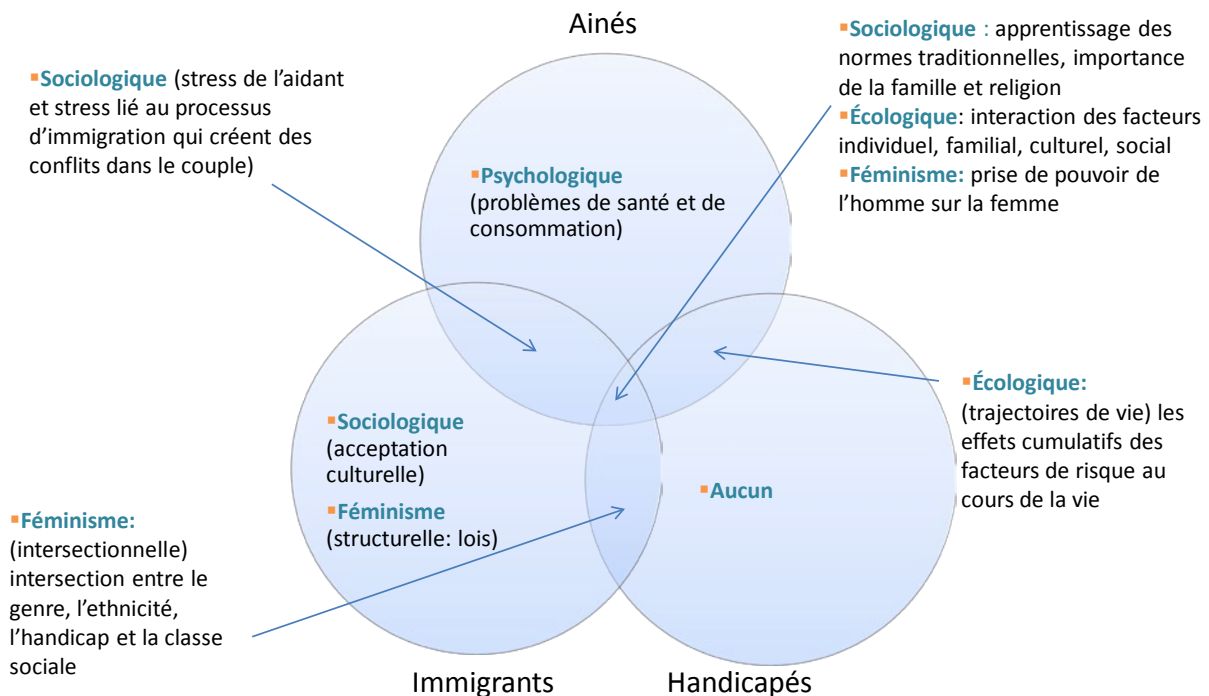 Ainés
▪Sociologique (stress de l’aidant
et stress lié au processus
d’immigration qui créent des
conflits dans le couple)
▪Sociologique : apprentissage des
normes traditionnelles, importance
de la famille et religion
▪Écologique: interaction des facteurs
individuel, familial, culturel, social
▪Féminisme: prise de pouvoir de
l’homme sur la femme
▪Psychologique
(problèmes de santé et de
consommation)
▪Écologique:
(trajectoires de vie) les
effets cumulatifs des
facteurs de risque au
cours de la vie
▪Sociologique
(acceptation
culturelle)
▪Féminisme
(structurelle: lois)
▪Aucun
▪Féminisme:
(intersectionnelle)
intersection entre le
genre, l’ethnicité,
l’handicap et la classe
sociale
Immigrants
Handicapés